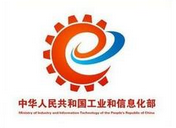 中华人民共和国工业和信息化部
Ministry of Industry and Information Technology of the People's Republic of China